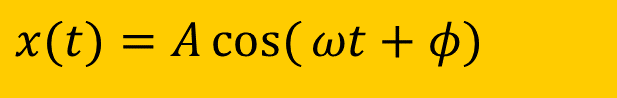 x(t) = A cos( ωt + ϕ)